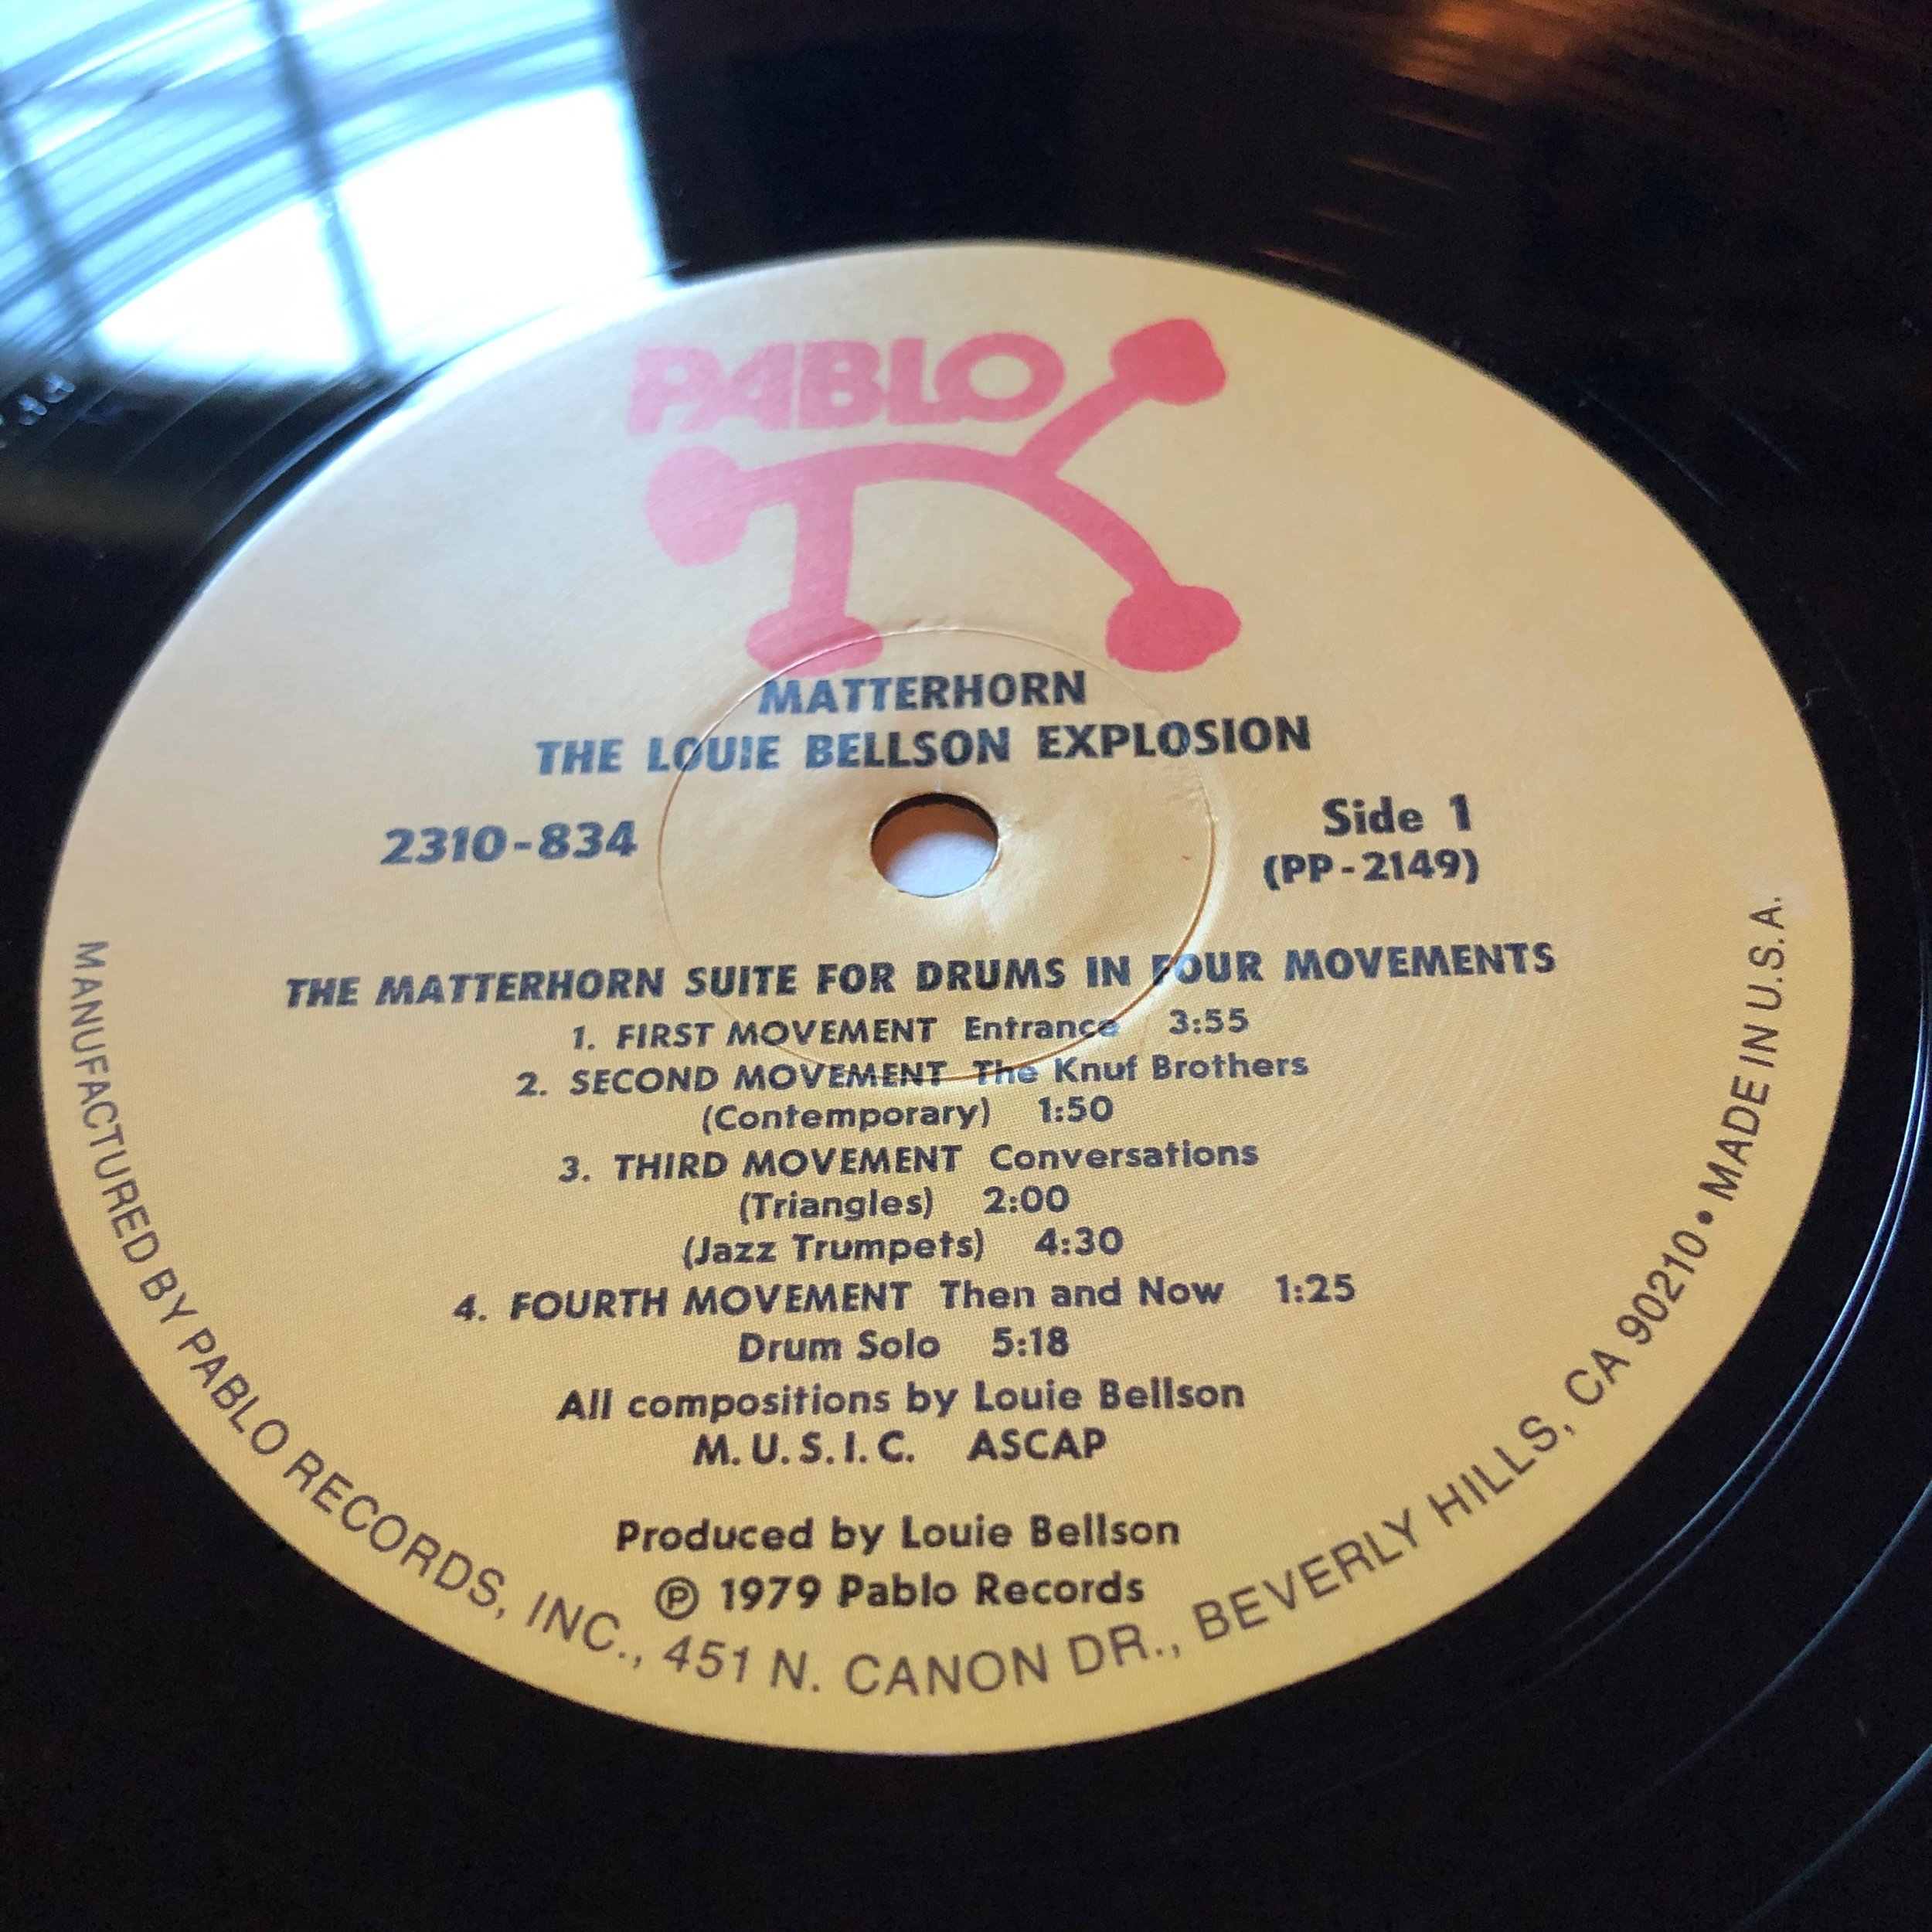 PABLO
MATTERHORN
THE LOUIE BELLSON EXPLOSION
2310-834
Side 1
(PP-2149)
THE MATTERHORN SUITE FOR DRUMS IN FOUR MOVEMENTS
1. FIRST MOVEMENT Entrance 3:55
2. SECOND MOVEMENT The Knuf Brothers
(Contemporary) 1:50
3. THIRD MOVEMENT Conversations
(Triangles) 2:00
(Jazz Trumpets) 4:30
4. FOURTH MOVEMENT Then and Now 1:25
Drum Solo 5:18
All compositions by Louie Bellson
M.U.S.I.C. ASCAP
Produced by Louie Bellson
℗ 1979 Pablo Records
MANUFACTURED BY PABLO RECORDS, INC., 451 N. CANON DR., BEVERLY HILLS, CA 90210 • MADE IN U.S.A.